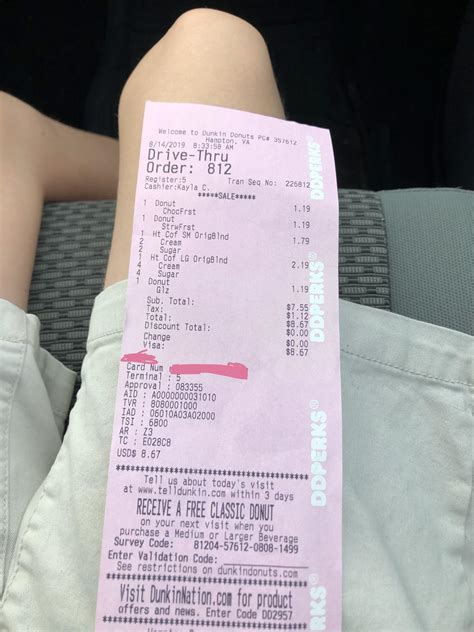 Welcome to Dunkin Donuts PC# 357612
Hampton, VA
8/14/2019 8:33:58 AM
Drive-Thru
Order: 812
Register:5 Tran Seq No: 226812
Cashier:Kayla C.
*****SALE*****
1 Donut 1.19
ChocFrst
1 Donut 1.19
StrwFrst
1 Ht Cof SM OrigBlnd 1.79
2 Cream
2 Sugar
1 Ht Cof LG OrigBlnd 2.19
4 Cream
4 Sugar
1 Donut 1.19
Glz
Sub. Total: $7.55
Tax: $1.12
Total: $8.67
Discount Total: $0.00
Change $0.00
Visa: $8.67
Card Num
Terminal : 5
Approval : 083355
AID : A0000000031010
TVR : 8080001000
IAD : 06010A03A02000
TSI : 6800
AR : Z3
TC : E028C8
USD$ 8.67
Tell us about today's visit
at www.telldunkin.com within 3 days
RECEIVE A FREE CLASSIC DONUT
on your next visit when you
purchase a Medium or Larger Beverage
Survey Code: 81204-57612-0808-1499
Enter Validation Code:
See restrictions on dunkindonuts.com
Visit DunkinNation.com for product
offers and news. Enter Code DD2957
DDPERKS®
DDPERKS®
DDPERKS®
DDPERKS®